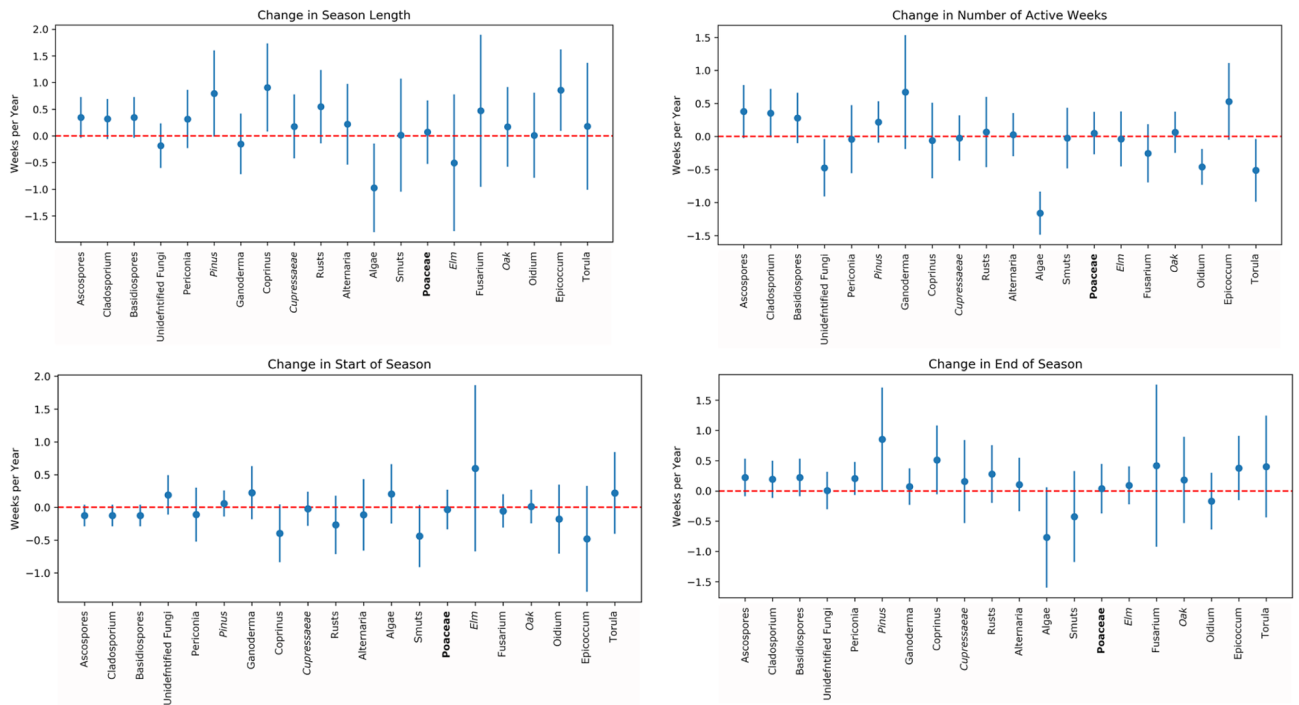 Change in Season Length
Weeks per Year
2.0
1.5
1.0
0.5
0.0
−0.5
−1.0
−1.5
Ascospores
Cladosporium
Basidiospores
Unidefntified Fungi
Periconia
Pinus
Ganoderma
Coprinus
Cupressaeae
Rusts
Alternaria
Algae
Smuts
Poaceae
Elm
Fusarium
Oak
Oidium
Epicoccum
Torula
Change in Number of Active Weeks
Weeks per Year
1.5
1.0
0.5
0.0
−0.5
−1.0
−1.5
Ascospores
Cladosporium
Basidiospores
Unidefntified Fungi
Periconia
Pinus
Ganoderma
Coprinus
Cupressaeae
Rusts
Alternaria
Algae
Smuts
Poaceae
Elm
Fusarium
Oak
Oidium
Epicoccum
Torula
Change in Start of Season
Weeks per Year
2.0
1.5
1.0
0.5
0.0
−0.5
−1.0
Ascospores
Cladosporium
Basidiospores
Unidefntified Fungi
Periconia
Pinus
Ganoderma
Coprinus
Cupressaeae
Rusts
Alternaria
Algae
Smuts
Poaceae
Elm
Fusarium
Oak
Oidium
Epicoccum
Torula
Change in End of Season
Weeks per Year
1.5
1.0
0.5
0.0
−0.5
−1.0
−1.5
Ascospores
Cladosporium
Basidiospores
Unidefntified Fungi
Periconia
Pinus
Ganoderma
Coprinus
Cupressaeae
Rusts
Alternaria
Algae
Smuts
Poaceae
Elm
Fusarium
Oak
Oidium
Epicoccum
Torula